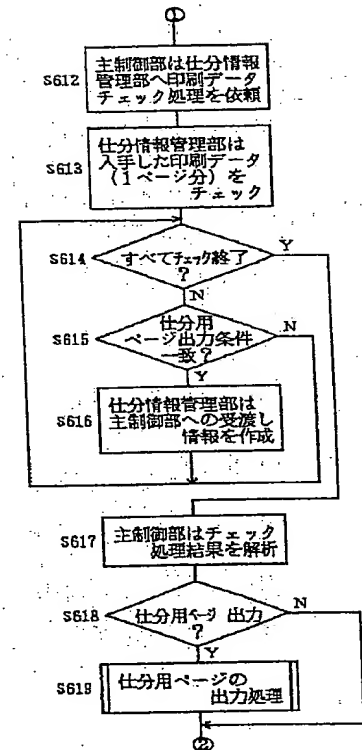 ①
S612
主制御部は仕分情報
管理部へ印刷データ
チェック処理を依頼
S613
仕分情報管理部は
入手した印刷データ
(1ページ分)を
チェック
S614
すべてチェック終了
?
Y
N
S615
仕分用
ページ出力条件
一致?
N
Y
S616
仕分情報管理部は
主制御部への受渡し
情報を作成
S617
主制御部はチェック
処理結果を解析
S618
仕分用ページ 出力
?
N
Y
S619
仕分用ページの
出力処理
②